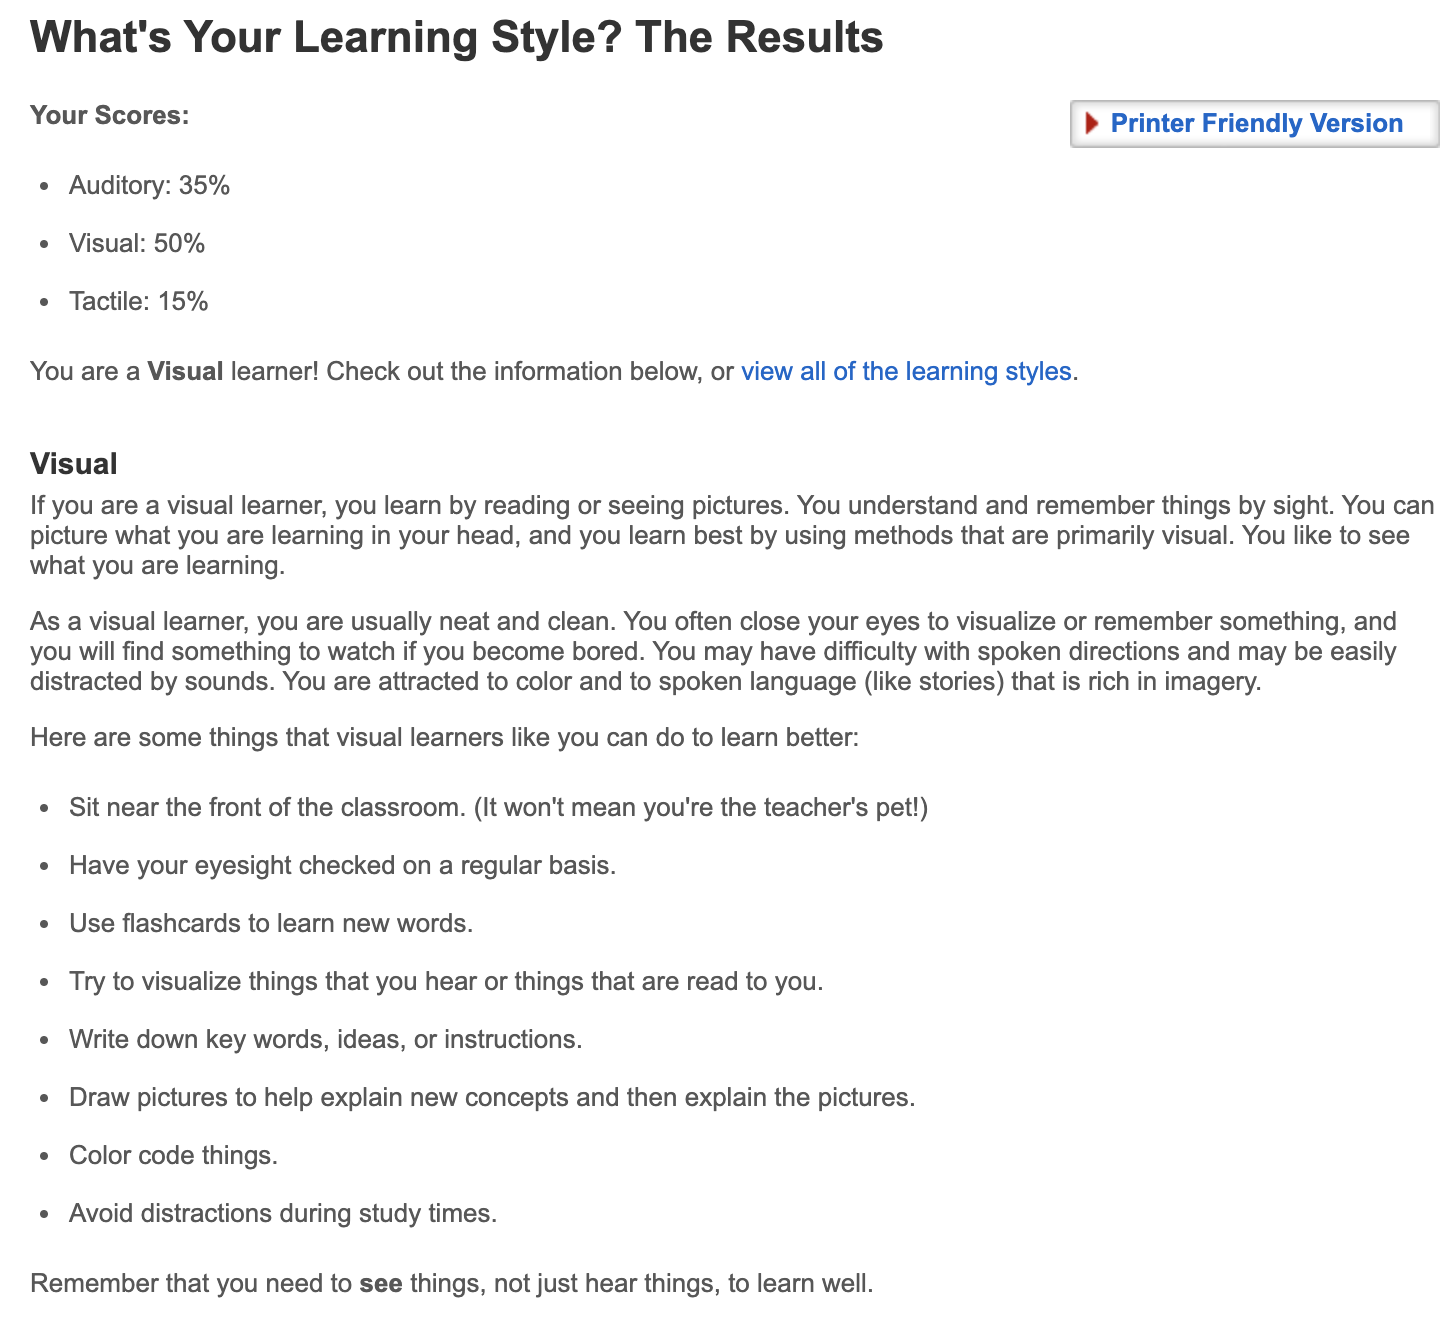 What's Your Learning Style? The Results
Your Scores:
Printer Friendly Version
• Auditory: 35%
• Visual: 50%
• Tactile: 15%
You are a Visual learner! Check out the information below, or view all of the learning styles.
Visual
If you are a visual learner, you learn by reading or seeing pictures. You understand and remember things by sight. You can
picture what you are learning in your head, and you learn best by using methods that are primarily visual. You like to see
what you are learning.
As a visual learner, you are usually neat and clean. You often close your eyes to visualize or remember something, and
you will find something to watch if you become bored. You may have difficulty with spoken directions and may be easily
distracted by sounds. You are attracted to color and to spoken language (like stories) that is rich in imagery.
Here are some things that visual learners like you can do to learn better:
• Sit near the front of the classroom. (It won't mean you're the teacher's pet!)
• Have your eyesight checked on a regular basis.
• Use flashcards to learn new words.
• Try to visualize things that you hear or things that are read to you.
• Write down key words, ideas, or instructions.
• Draw pictures to help explain new concepts and then explain the pictures.
• Color code things.
• Avoid distractions during study times.
Remember that you need to see things, not just hear things, to learn well.